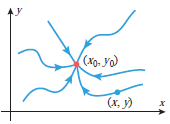 y
(x₀, y₀)
(x, y)
x